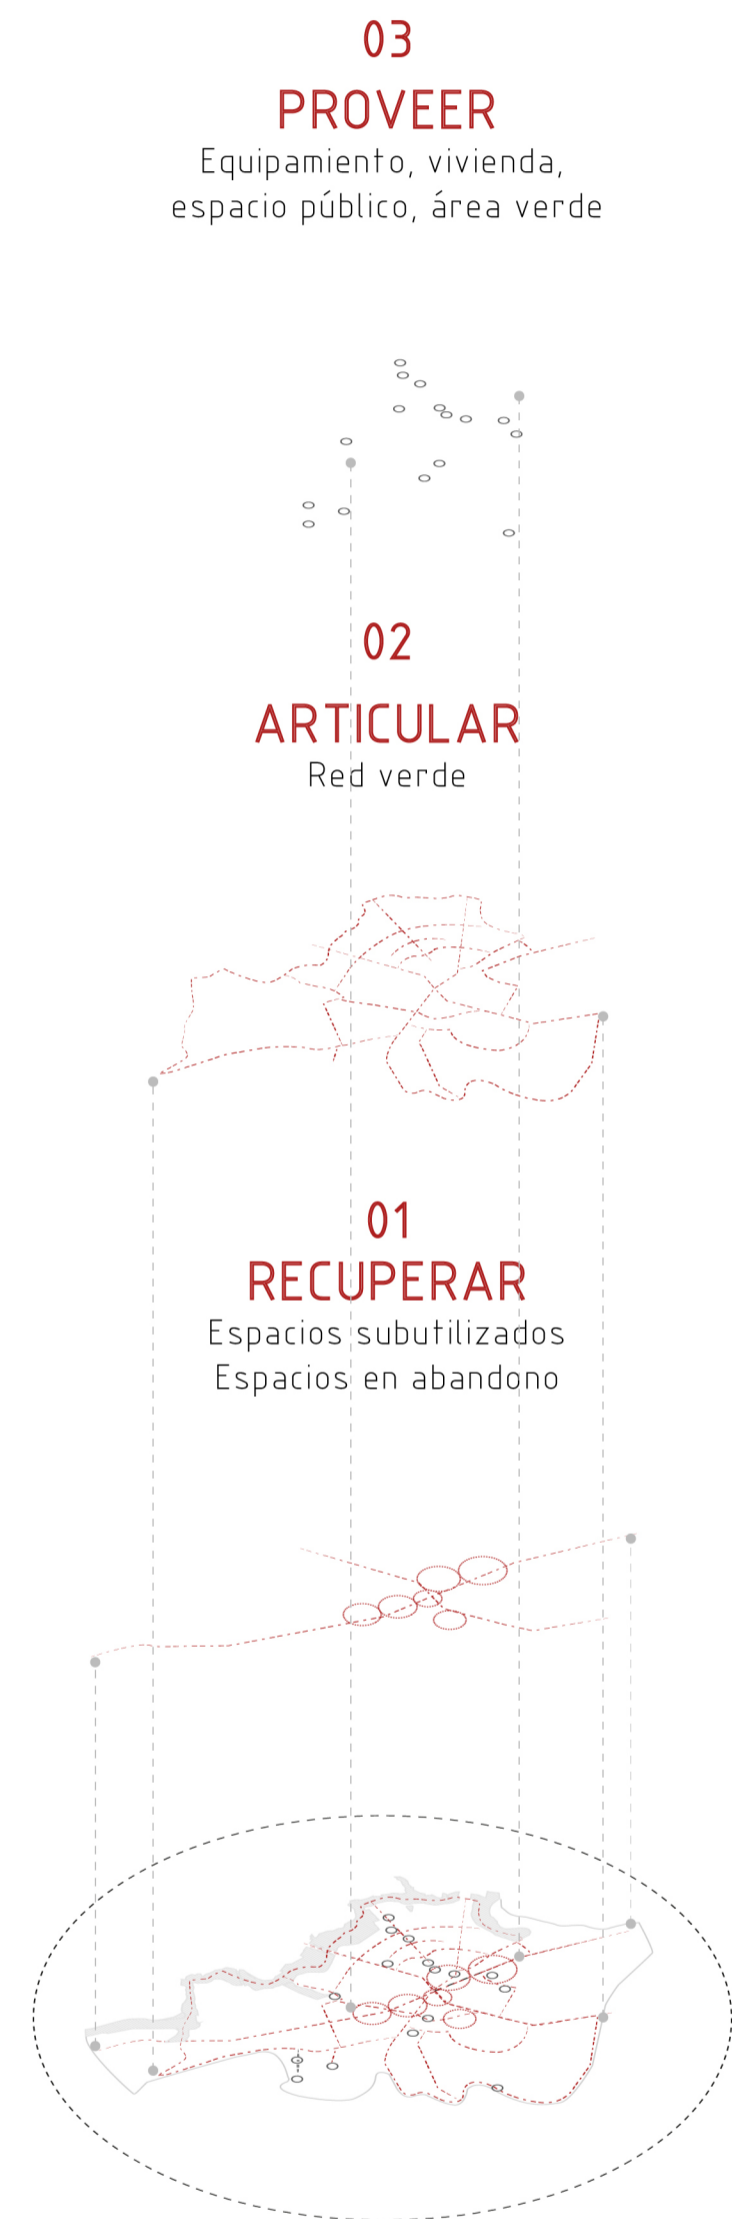 03
PROVEER
Equipamiento, vivienda,
espacio público, área verde
02
ARTICULAR
Red verde
01
RECUPERAR
Espacios subutilizados
Espacios en abandono